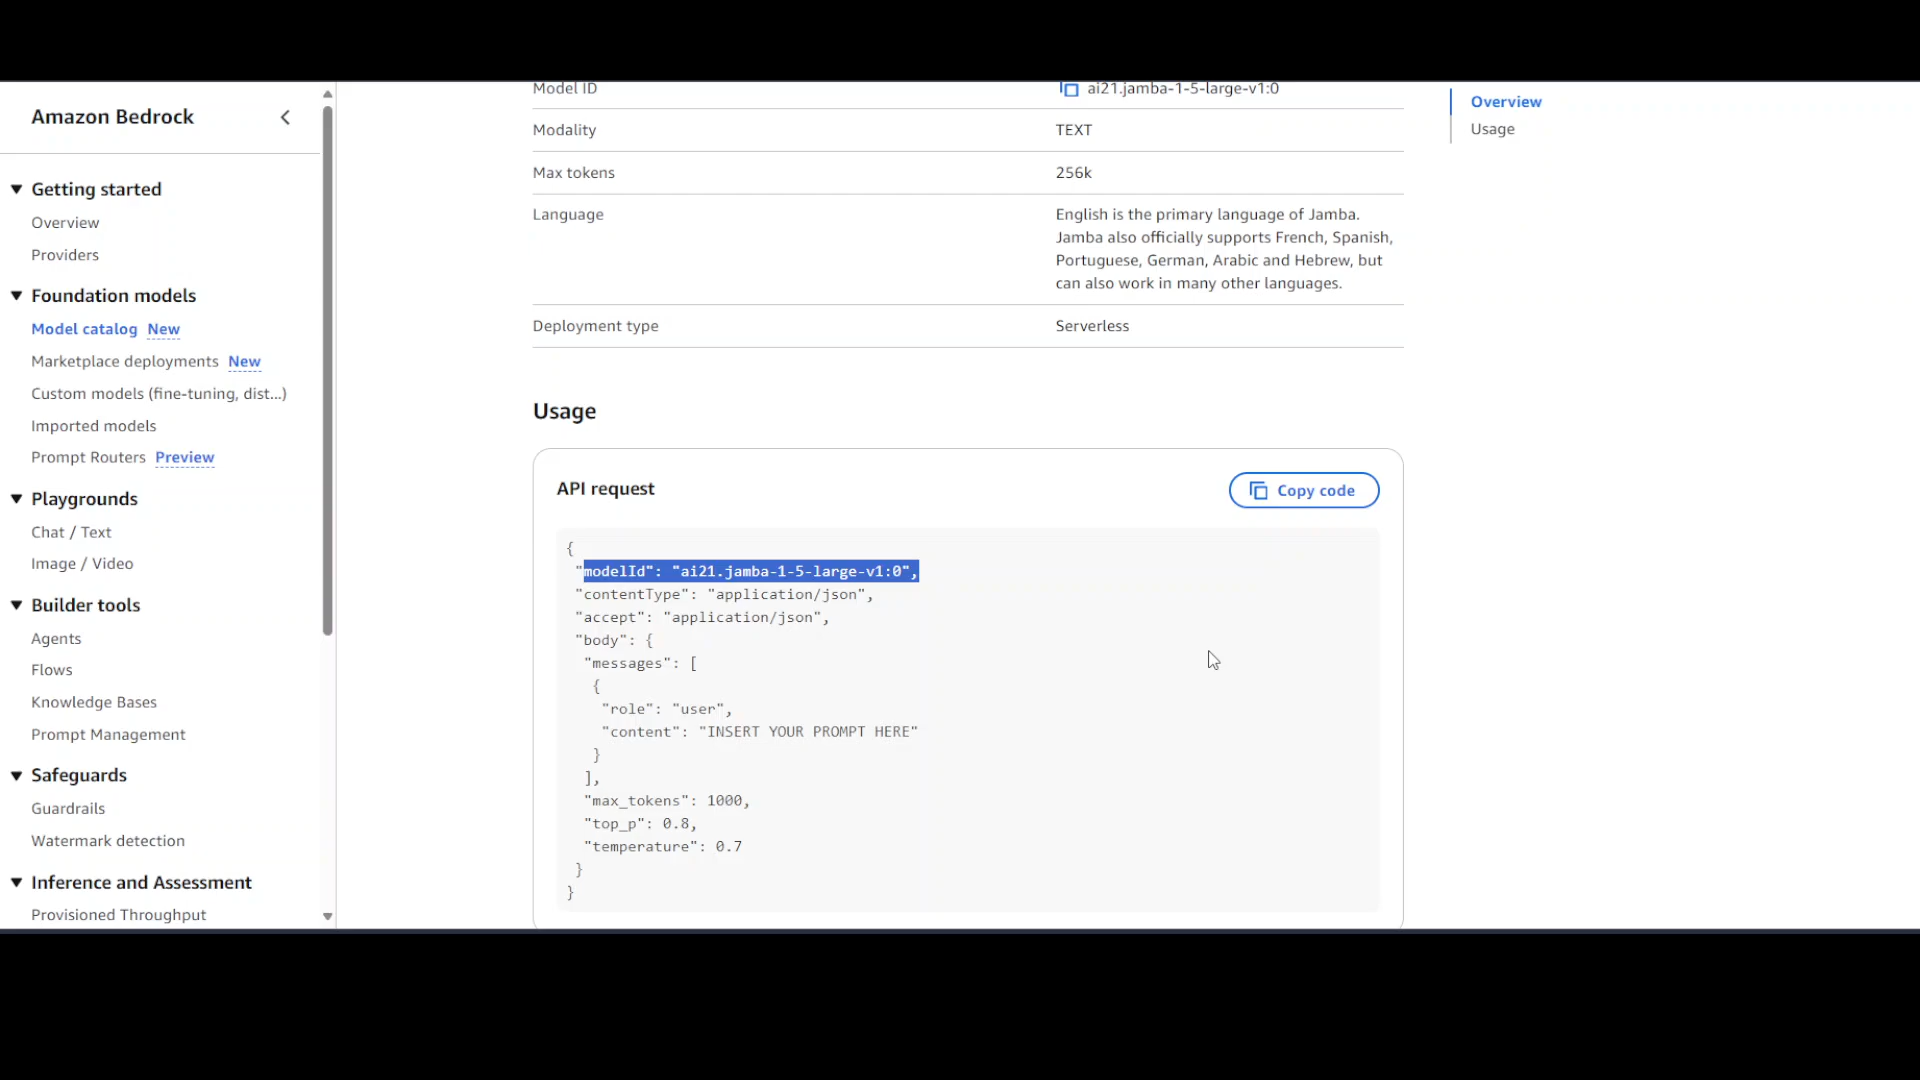 Amazon Bedrock
Getting started
Overview
Providers
Foundation models
Model catalog New
Marketplace deployments New
Custom models (fine-tuning, dist...)
Imported models
Prompt Routers Preview
Playgrounds
Chat / Text
Image / Video
Builder tools
Agents
Flows
Knowledge Bases
Prompt Management
Safeguards
Guardrails
Watermark detection
Inference and Assessment
Provisioned Throughput
Model ID ai21.jamba-1-5-large-v1:0
Modality TEXT
Max tokens 256k
Language English is the primary language of Jamba.
Jamba also officially supports French, Spanish,
Portuguese, German, Arabic and Hebrew, but
can also work in many other languages.
Deployment type Serverless
Usage
API request Copy code
{
"modelId": "ai21.jamba-1-5-large-v1:0",
"contentType": "application/json",
"accept": "application/json",
"body": {
"messages": [
{
"role": "user",
"content": "INSERT YOUR PROMPT HERE"
}
],
"max_tokens": 1000,
"top_p": 0.8,
"temperature": 0.7
}
}
Overview
Usage